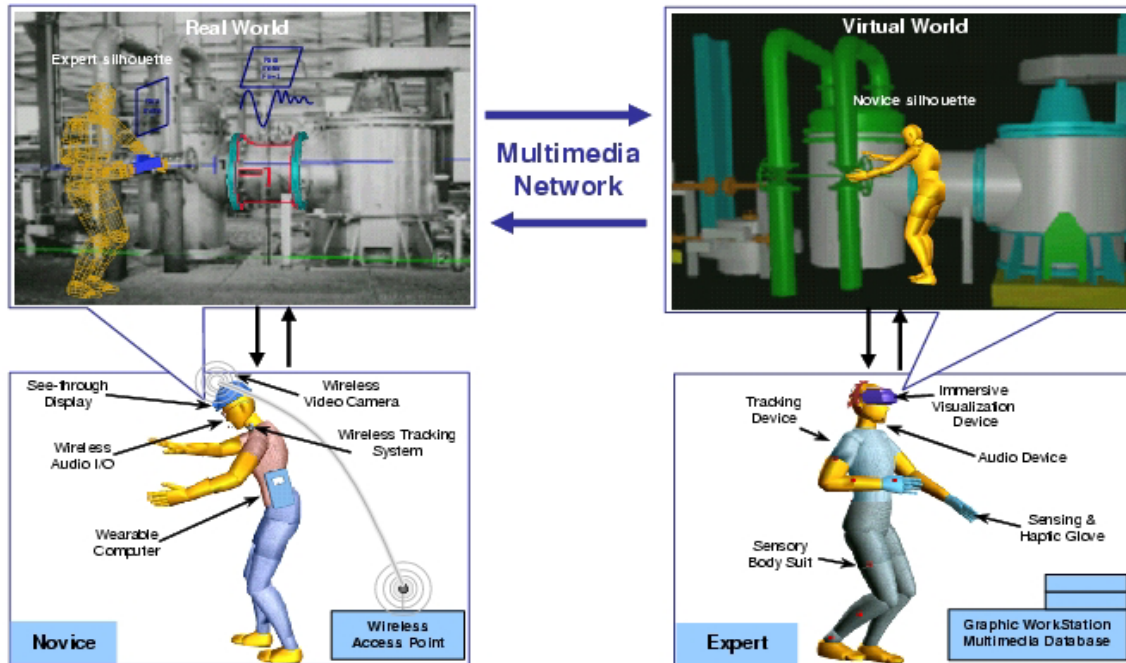 Real World
Expert silhouette
Multimedia
Network
Virtual World
Novice silhouette
See-through
Display
Wireless
Video Camera
Wireless
Audio I/O
Wireless Tracking
System
Wearable
Computer
Novice
Wireless
Access Point
Tracking
Device
Immersive
Visualization
Device
Audio Device
Sensing &
Haptic Glove
Sensory
Body Suit
Expert
Graphic WorkStation
Multimedia Database